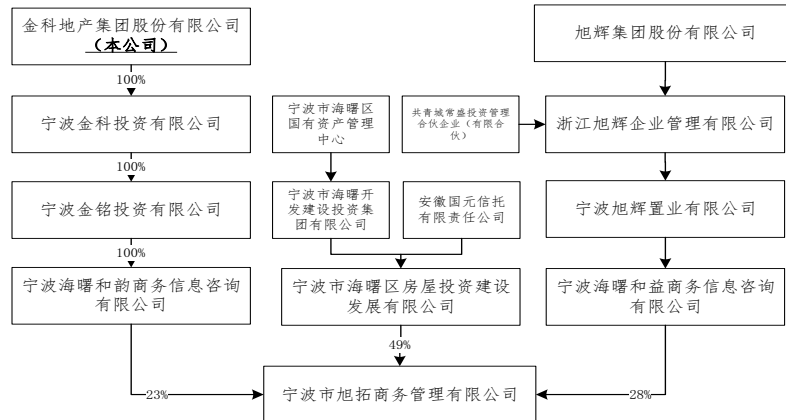 金科地产集团股份有限公司
（本公司）
旭辉集团股份有限公司
100%
宁波金科投资有限公司
宁波市海曙区
国有资产管理
中心
共青城常盛投资管理
合伙企业（有限合
伙）
浙江旭辉企业管理有限公司
100%
宁波金铭投资有限公司
宁波市海曙开
发建设投资集
团有限公司
安徽国元信托
有限责任公司
宁波旭辉置业有限公司
100%
宁波海曙和韵商务信息咨询
有限公司
宁波市海曙区房屋投资建设
发展有限公司
宁波海曙和益商务信息咨询
有限公司
49%
23%
宁波市旭拓商务管理有限公司
28%